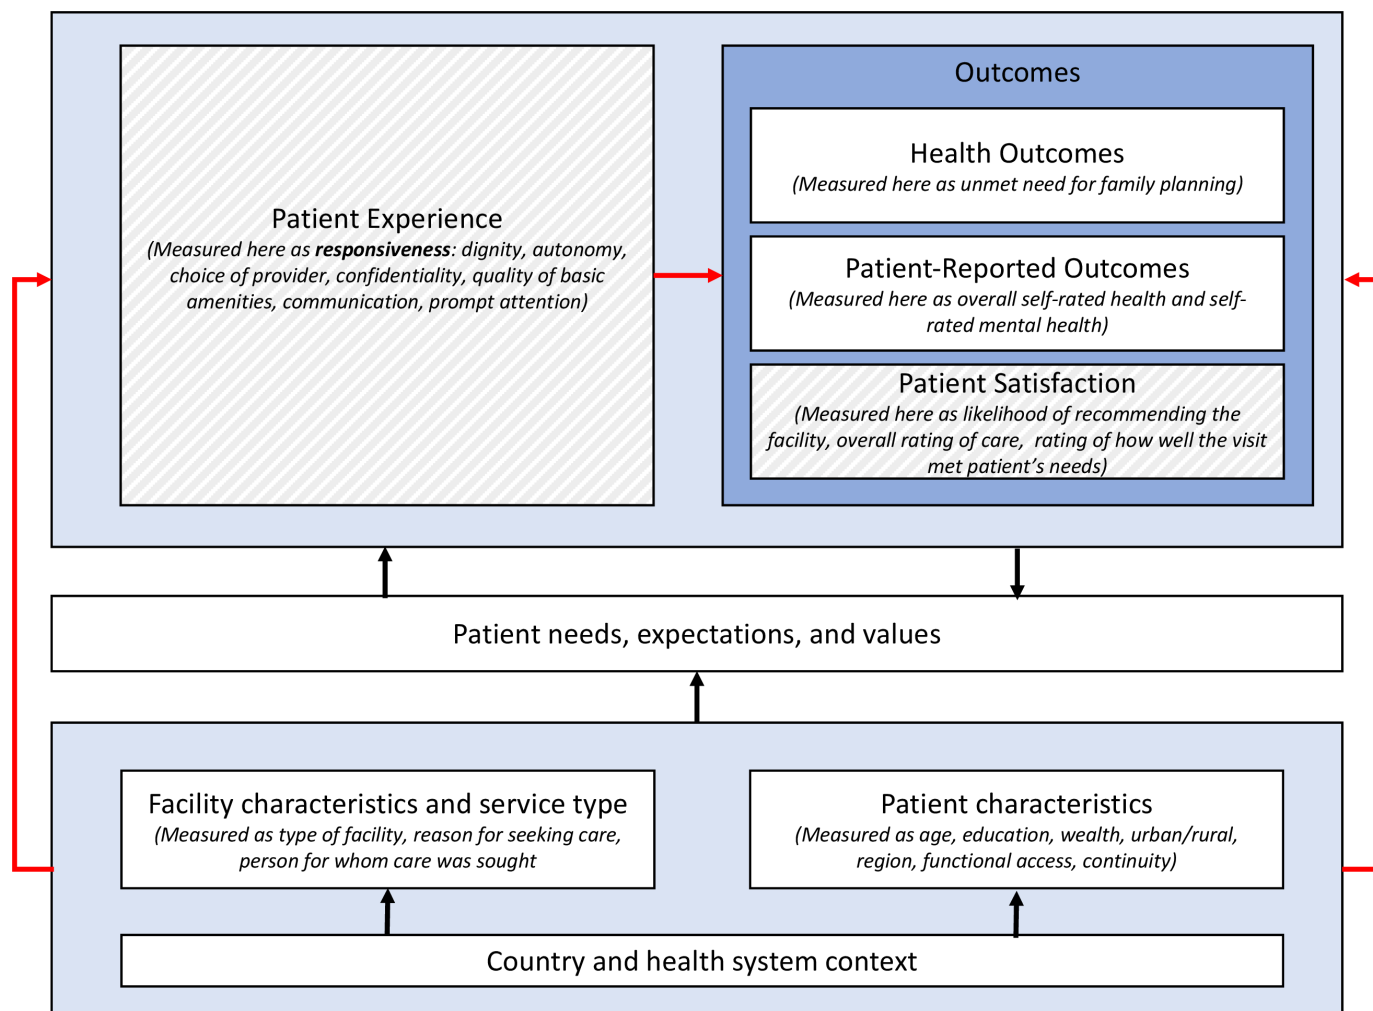 Patient Experience
(Measured here as responsiveness: dignity, autonomy,
choice of provider, confidentiality, quality of basic
amenities, communication, prompt attention)
Outcomes
Health Outcomes
(Measured here as unmet need for family planning)
Patient-Reported Outcomes
(Measured here as overall self-rated health and self-
rated mental health)
Patient Satisfaction
(Measured here as likelihood of recommending the
facility, overall rating of care,  rating of how well the visit
met patient’s needs)
Patient needs, expectations, and values
Facility characteristics and service type
(Measured as type of facility, reason for seeking care,
person for whom care was sought
Patient characteristics
(Measured as age, education, wealth, urban/rural,
region, functional access, continuity)
Country and health system context